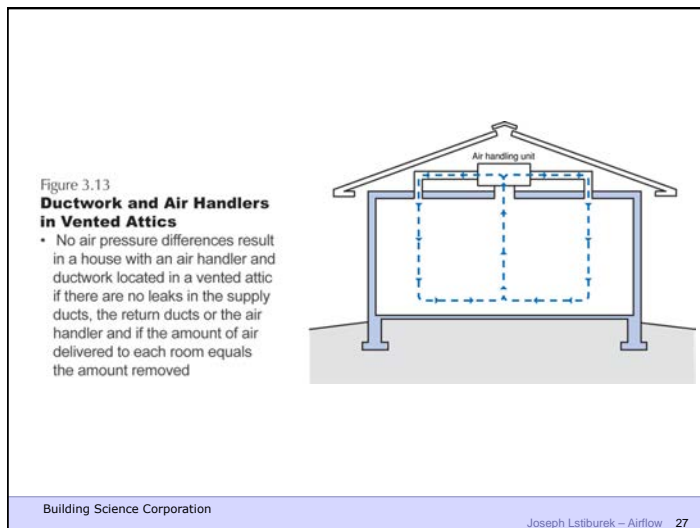 Figure 3.13
Ductwork and Air Handlers
in Vented Attics
• No air pressure differences result
in a house with an air handler and
ductwork located in a vented attic
if there are no leaks in the supply
ducts, the return ducts or the air
handler and if the amount of air
delivered to each room equals
the amount removed
Air handling unit
Building Science Corporation
Joseph Lstiburek – Airflow 27